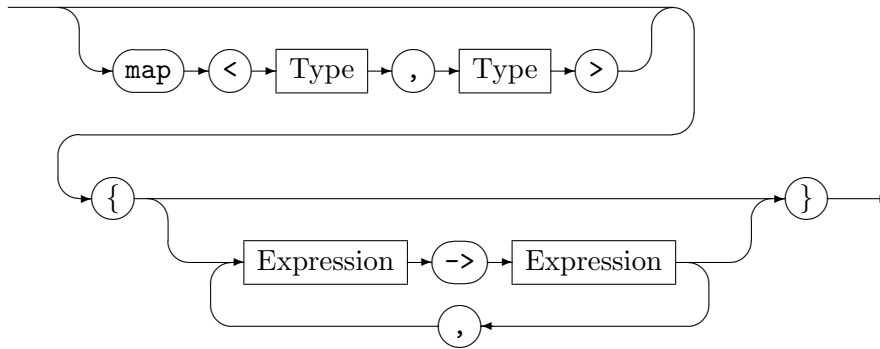 map < Type , Type >
{ }
Expression -> Expression
,